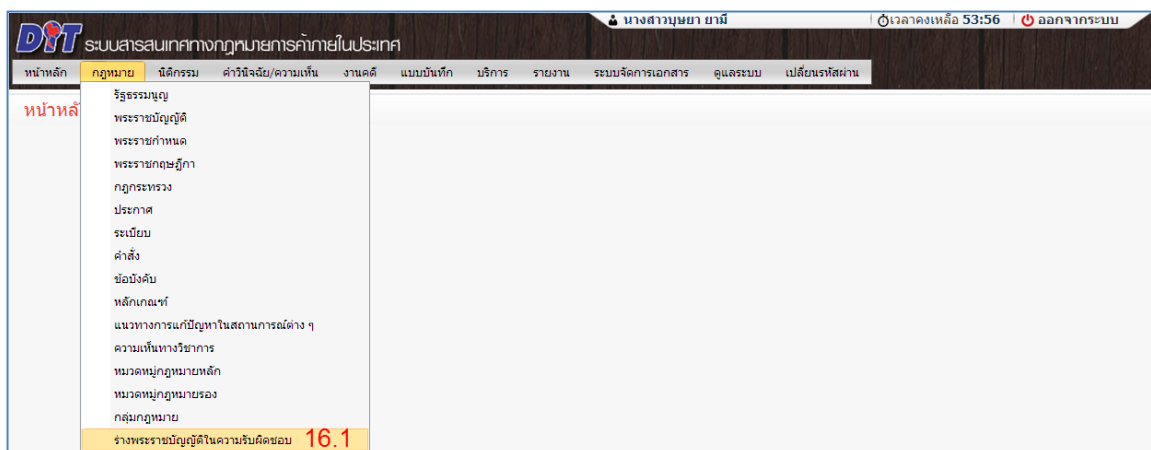 นางสาวบุษยา ยามี เวลาคงเหลือ 53:56 ออกจากระบบ
DIT ระบบสารสนเทศทางกฎหมายการค้าภายในประเทศ
หน้าหลัก กฎหมาย นิติกรรม คำวินิจฉัย/ความเห็น งานคดี แบบบันทึก บริการ รายงาน ระบบจัดการเอกสาร ดูแลระบบ เปลี่ยนรหัสผ่าน
หน้าหลั
รัฐธรรมนูญ
พระราชบัญญัติ
พระราชกำหนด
พระราชกฤษฎีกา
กฎกระทรวง
ประกาศ
ระเบียบ
คำสั่ง
ข้อบังคับ
หลักเกณฑ์
แนวทางการแก้ปัญหาในสถานการณ์ต่าง ๆ
ความเห็นทางวิชาการ
หมวดหมู่กฎหมายหลัก
หมวดหมู่กฎหมายรอง
กลุ่มกฎหมาย
ร่างพระราชบัญญัติในความรับผิดชอบ 16.1